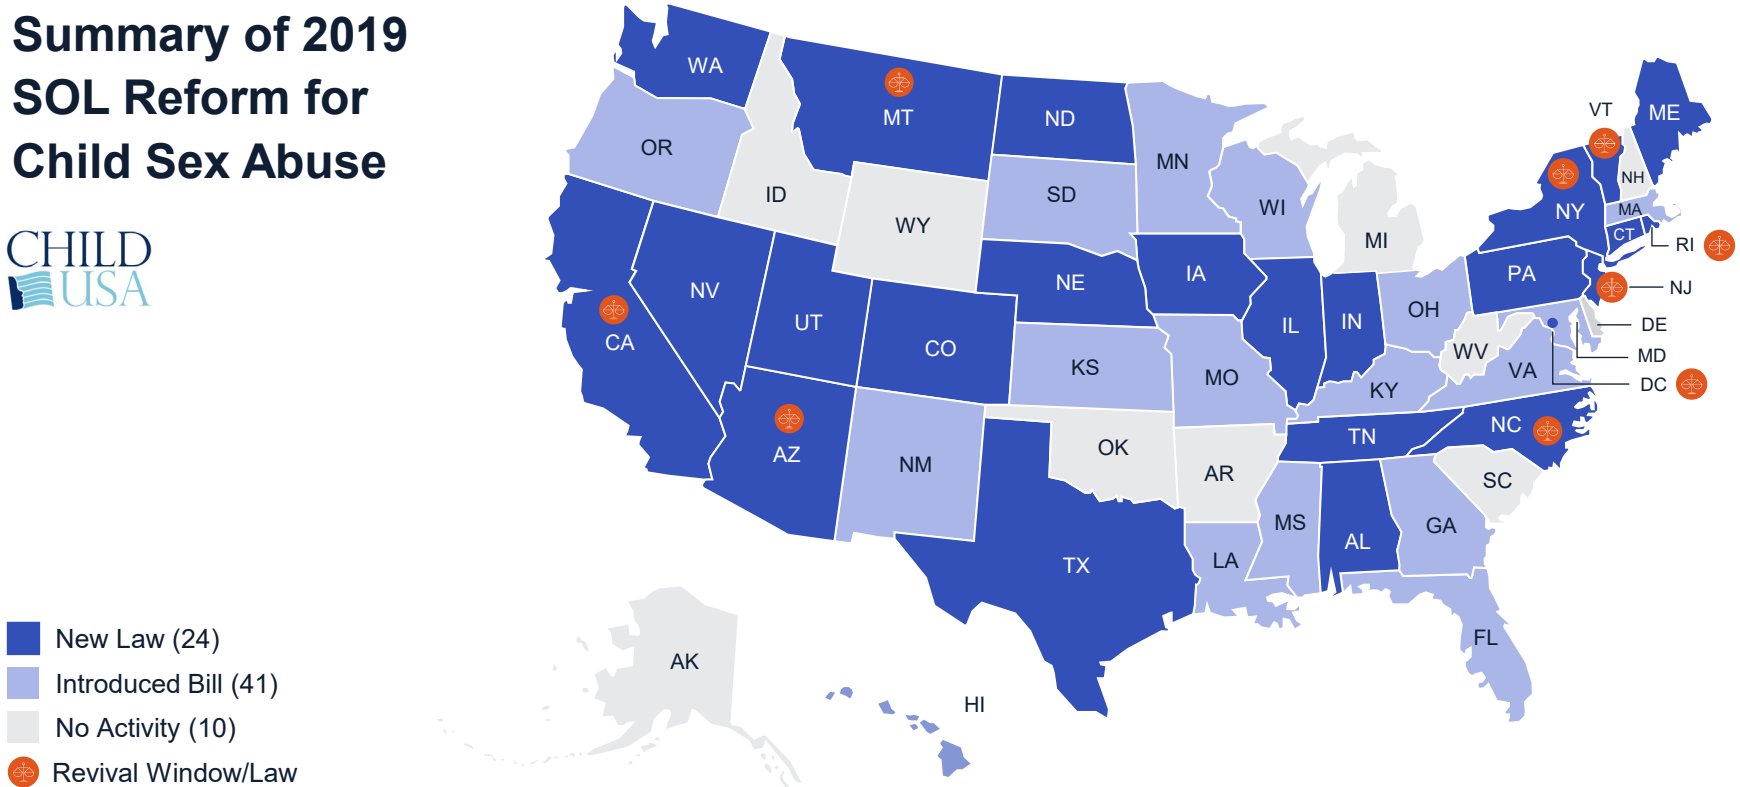 Summary of 2019
SOL Reform for
Child Sex Abuse
CHILD
USA
WA
MT
ND
MN
OR
ID
WY
SD
WI
MI
VT
ME
NH
NY
MA
CT
RI
NV
UT
CO
NE
IA
IL
IN
OH
PA
NJ
CA
DE
MD
DC
KS
MO
WV
VA
KY
AZ
NM
OK
AR
TN
NC
SC
TX
LA
MS
AL
GA
FL
AK
HI
New Law (24)
Introduced Bill (41)
No Activity (10)
Revival Window/Law